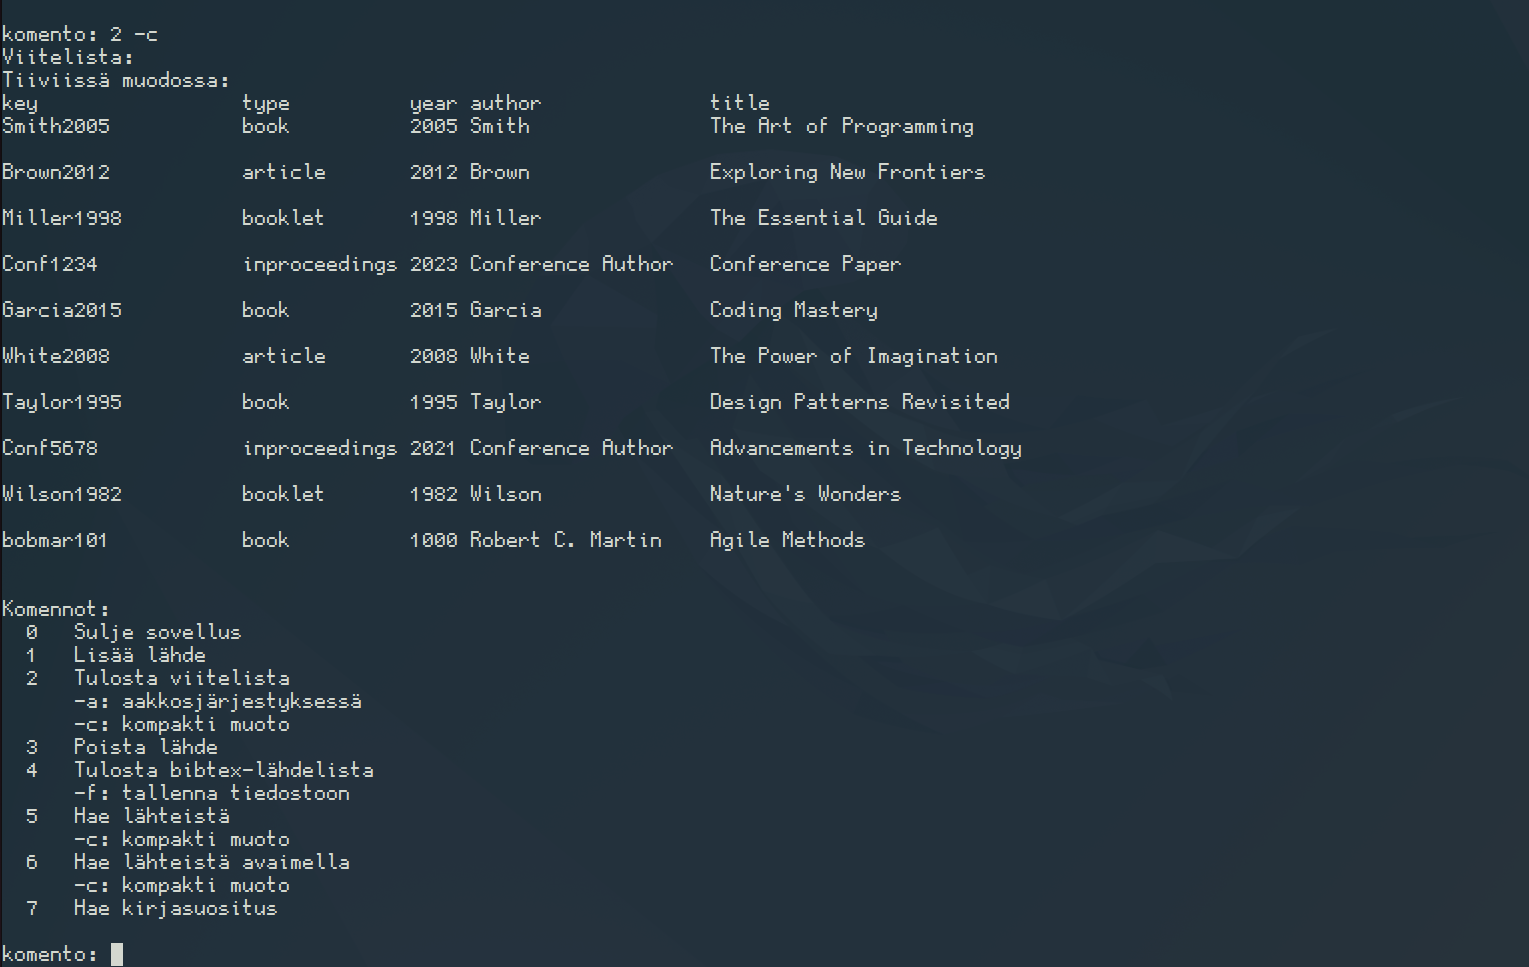 komento: 2 -c
Viitelista:
Tiiviissä muodossa:
key type year author title
Smith2005 book 2005 Smith The Art of Programming
Brown2012 article 2012 Brown Exploring New Frontiers
Miller1998 booklet 1998 Miller The Essential Guide
Conf1234 inproceedings 2023 Conference Author Conference Paper
Garcia2015 book 2015 Garcia Coding Mastery
White2008 article 2008 White The Power of Imagination
Taylor1995 book 1995 Taylor Design Patterns Revisited
Conf5678 inproceedings 2021 Conference Author Advancements in Technology
Wilson1982 booklet 1982 Wilson Nature's Wonders
bobmar101 book 1000 Robert C. Martin Agile Methods
Komennot:
0 Sulje sovellus
1 Lisää lähde
2 Tulosta viitelista
-a: aakkosjärjestyksessä
-c: kompakti muoto
3 Poista lähde
4 Tulosta bibtex-lähdelista
-f: tallenna tiedostoon
5 Hae lähteistä
-c: kompakti muoto
6 Hae lähteistä avaimella
-c: kompakti muoto
7 Hae kirjasuositus
komento: